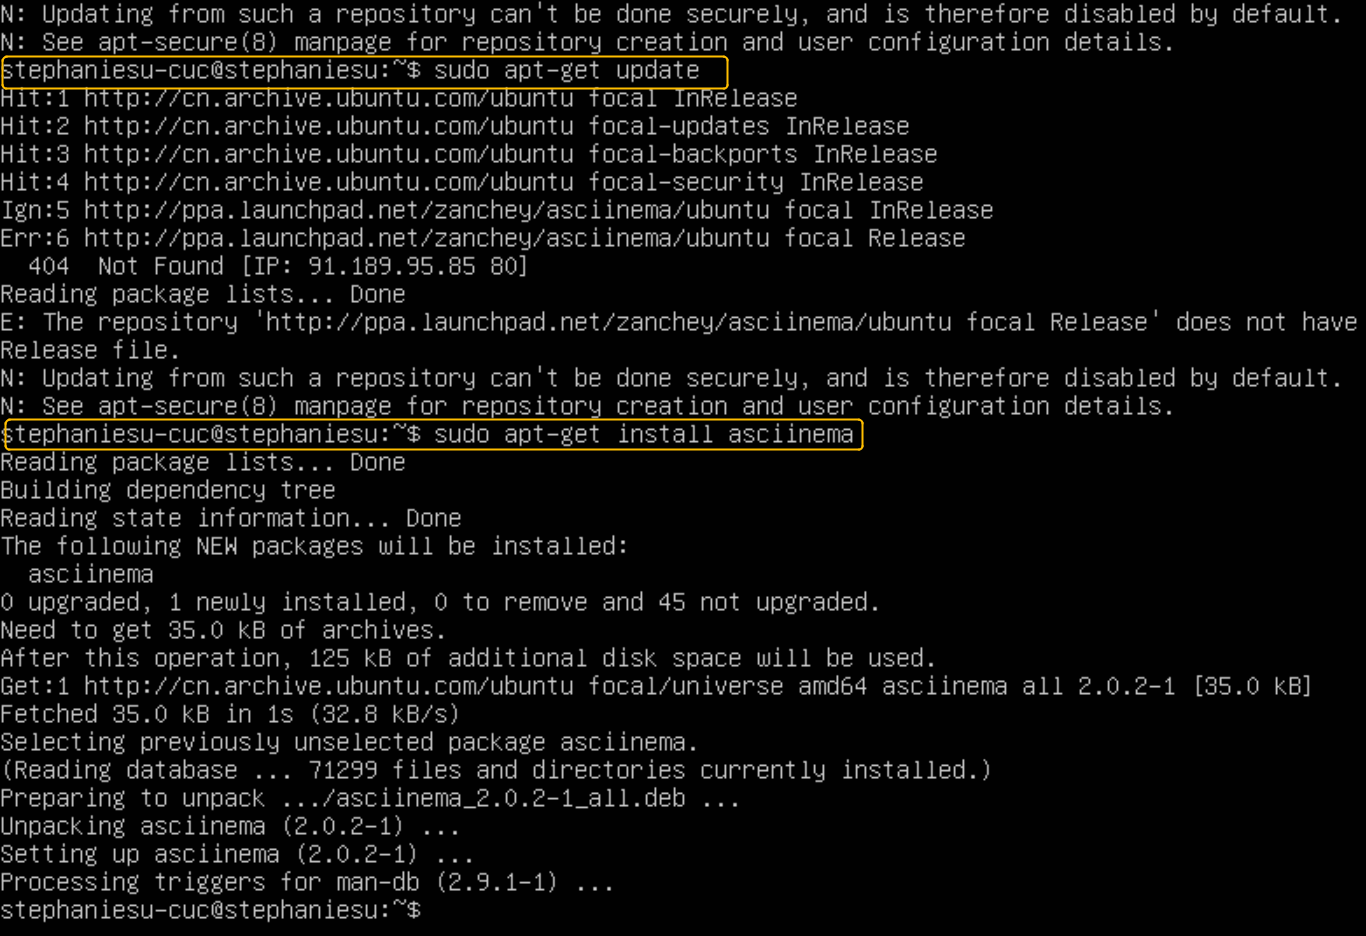 N: Updating from such a repository can't be done securely, and is therefore disabled by default.
N: See apt-secure(8) manpage for repository creation and user configuration details.
stephaniesu-cuc@stephaniesu:~$ sudo apt-get update
Hit:1 http://cn.archive.ubuntu.com/ubuntu focal InRelease
Hit:2 http://cn.archive.ubuntu.com/ubuntu focal-updates InRelease
Hit:3 http://cn.archive.ubuntu.com/ubuntu focal-backports InRelease
Hit:4 http://cn.archive.ubuntu.com/ubuntu focal-security InRelease
Ign:5 http://ppa.launchpad.net/zanchey/asciinema/ubuntu focal InRelease
Err:6 http://ppa.launchpad.net/zanchey/asciinema/ubuntu focal Release
  404  Not Found [IP: 91.189.95.85 80]
Reading package lists... Done
E: The repository 'http://ppa.launchpad.net/zanchey/asciinema/ubuntu focal Release' does not have
Release file.
N: Updating from such a repository can't be done securely, and is therefore disabled by default.
N: See apt-secure(8) manpage for repository creation and user configuration details.
stephaniesu-cuc@stephaniesu:~$ sudo apt-get install asciinema
Reading package lists... Done
Building dependency tree
Reading state information... Done
The following NEW packages will be installed:
  asciinema
0 upgraded, 1 newly installed, 0 to remove and 45 not upgraded.
Need to get 35.0 kB of archives.
After this operation, 125 kB of additional disk space will be used.
Get:1 http://cn.archive.ubuntu.com/ubuntu focal/universe amd64 asciinema all 2.0.2-1 [35.0 kB]
Fetched 35.0 kB in 1s (32.8 kB/s)
Selecting previously unselected package asciinema.
(Reading database ... 71299 files and directories currently installed.)
Preparing to unpack .../asciinema_2.0.2-1_all.deb ...
Unpacking asciinema (2.0.2-1) ...
Setting up asciinema (2.0.2-1) ...
Processing triggers for man-db (2.9.1-1) ...
stephaniesu-cuc@stephaniesu:~$